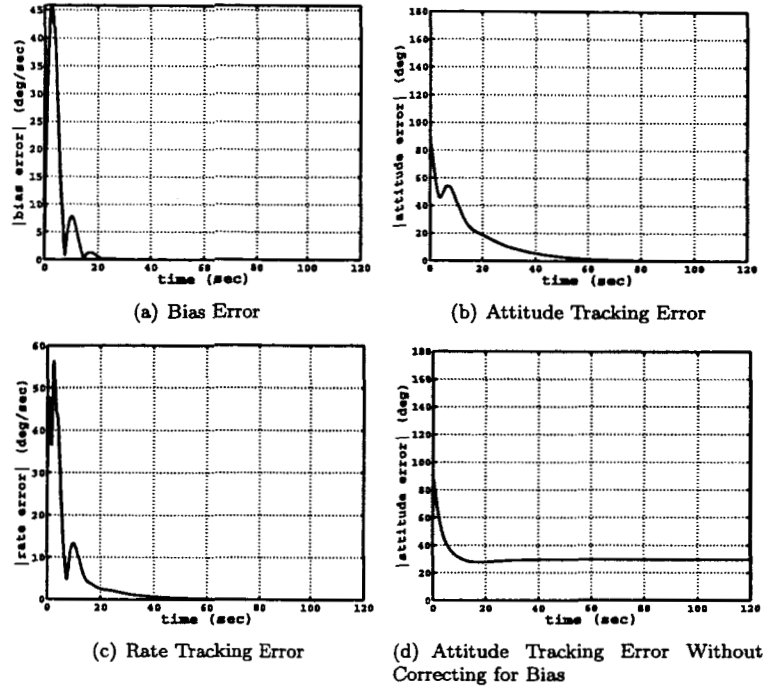 45
40
35
30
25
20
15
10
5
0
|bias error| (deg/sec)
0 20 40 60 80 100 120
time (sec)
(a) Bias Error
180
160
140
120
100
80
60
40
20
0
|attitude error| (deg)
0 20 40 60 80 100 120
time (sec)
(b) Attitude Tracking Error
60
50
40
30
20
10
0
|rate error| (deg/sec)
0 20 40 60 80 100 120
time (sec)
(c) Rate Tracking Error
180
160
140
120
100
80
60
40
20
0
|attitude error| (deg)
0 20 40 60 80 100 120
time (sec)
(d) Attitude Tracking Error Without
Correcting for Bias